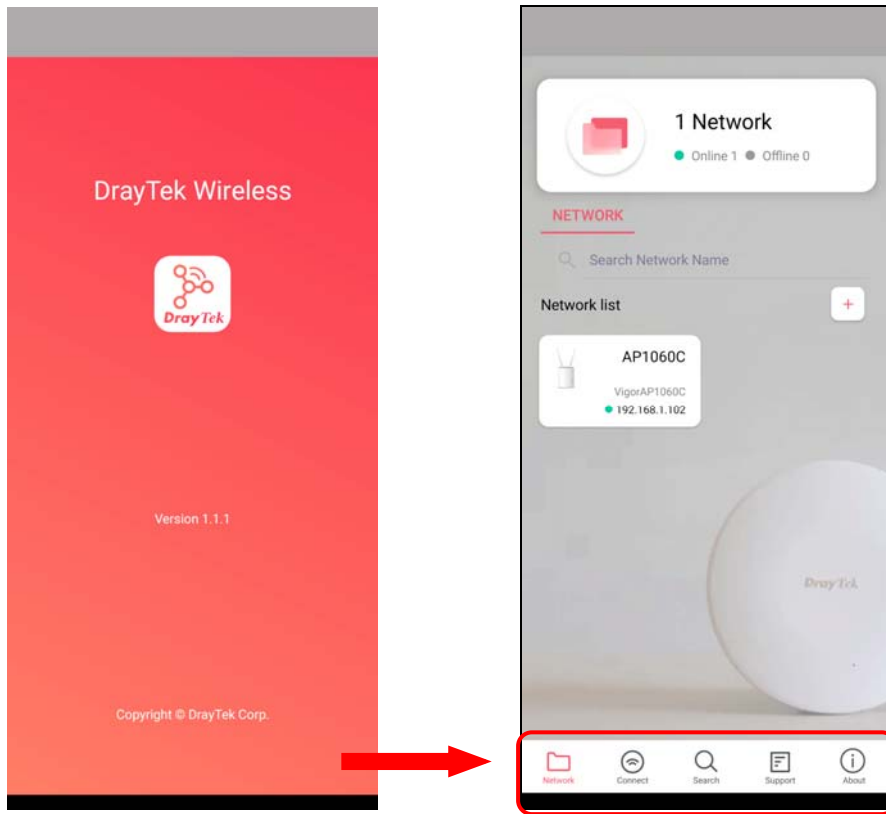 DrayTek Wireless
DrayTek
Version 1.1.1
Copyright © DrayTek Corp.
1 Network
Online 1 Offline 0
NETWORK
Search Network Name
Network list
+
AP1060C
VigorAP1060C
192.168.1.102
DrayTek
Network Connect Search Support About